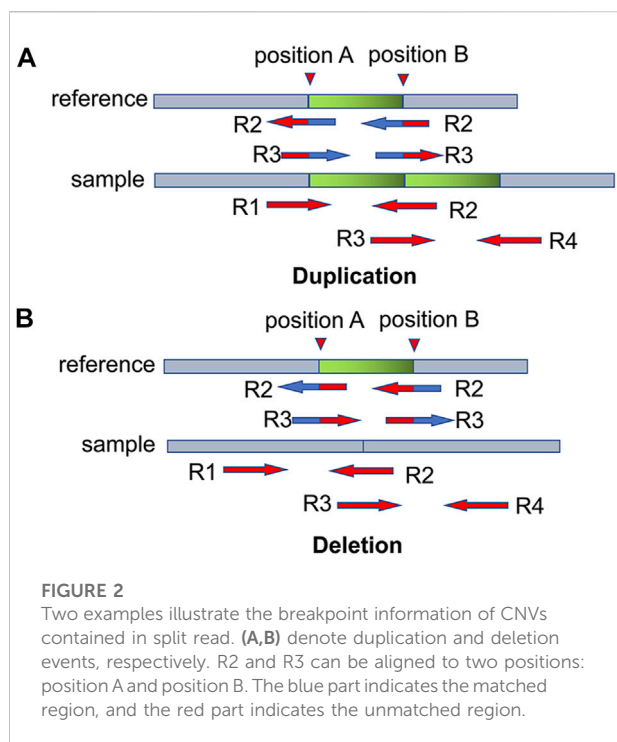 A
position A position B
reference
R2 R2
R3 R3
sample
R1 R2
R3 R4
Duplication
B
position A position B
reference
R2 R2
R3 R3
sample
R1 R2
R3 R4
Deletion
FIGURE 2
Two examples illustrate the breakpoint information of CNVs
contained in split read. (A,B) denote duplication and deletion
events, respectively. R2 and R3 can be aligned to two positions:
position A and position B. The blue part indicates the matched
region, and the red part indicates the unmatched region.